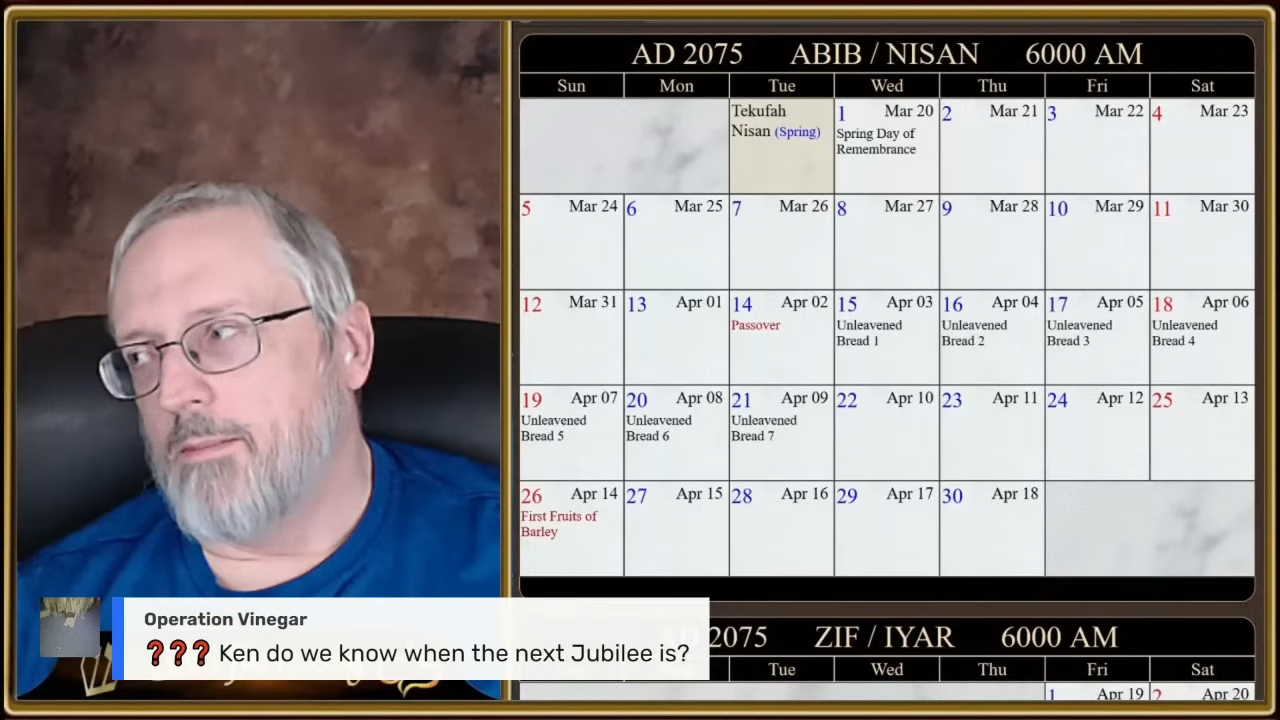 AD 2075 ABIB / NISAN 6000 AM
Sun Mon Tue Wed Thu Fri Sat
Tekufah
Nisan (Spring)
1 Mar 20
Spring Day of
Remembrance
2 Mar 21
3 Mar 22
4 Mar 23
5 Mar 24
6 Mar 25
7 Mar 26
8 Mar 27
9 Mar 28
10 Mar 29
11 Mar 30
12 Mar 31
13 Apr 01
14 Apr 02
Passover
15 Apr 03
Unleavened
Bread 1
16 Apr 04
Unleavened
Bread 2
17 Apr 05
Unleavened
Bread 3
18 Apr 06
Unleavened
Bread 4
19 Apr 07
Unleavened
Bread 5
20 Apr 08
Unleavened
Bread 6
21 Apr 09
Unleavened
Bread 7
22 Apr 10
23 Apr 11
24 Apr 12
25 Apr 13
26 Apr 14
First Fruits of
Barley
27 Apr 15
28 Apr 16
29 Apr 17
30 Apr 18
Operation Vinegar
❓❓❓ Ken do we know when the next Jubilee is?
2075 ZIF / IYAR 6000 AM
Tue Wed Thu Fri Sat
1 Apr 19
2 Apr 20